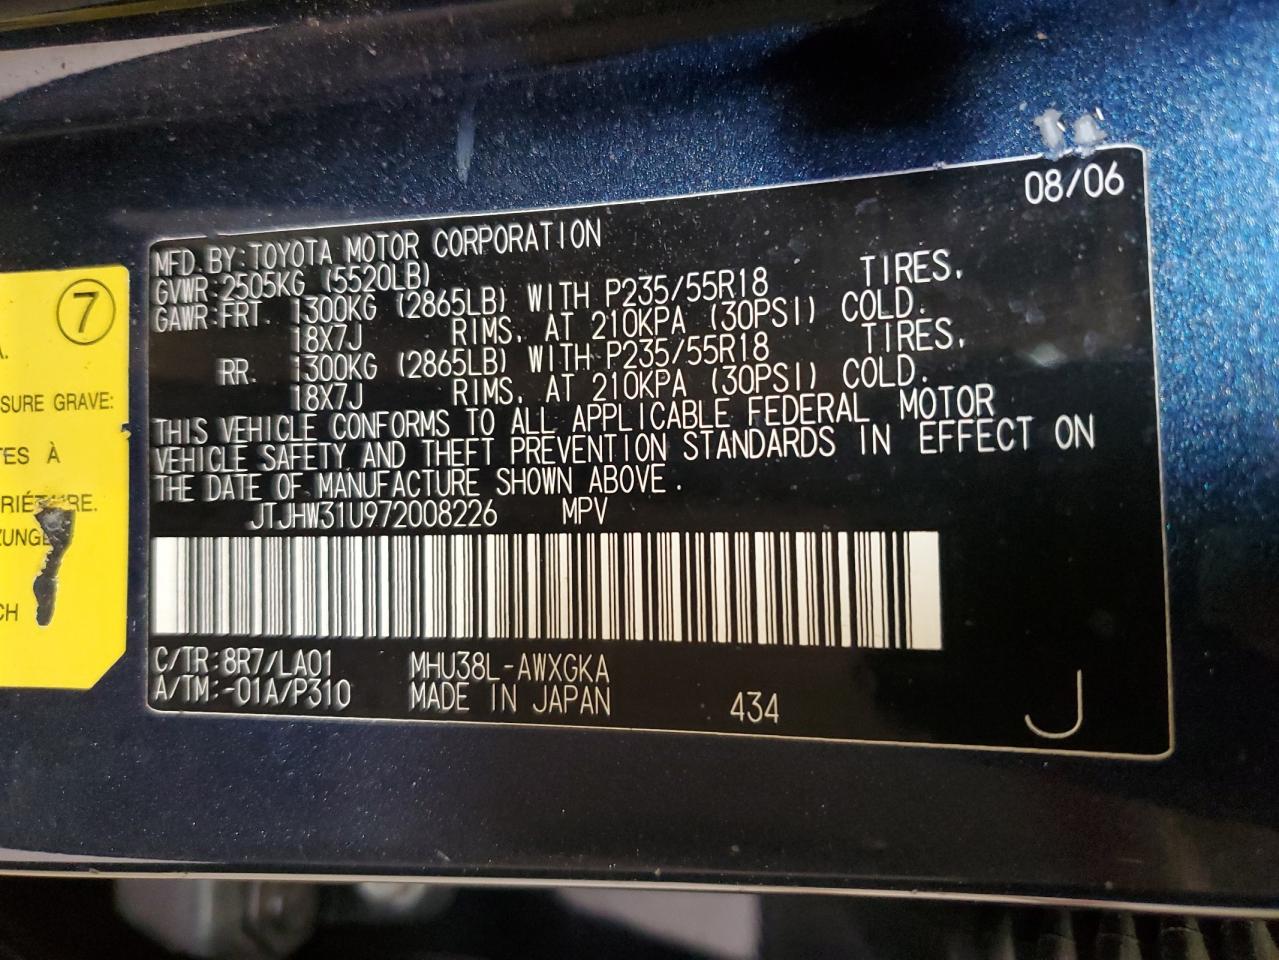 08/06
MFD. BY: TOYOTA MOTOR CORPORATION
GVWR: 2505KG (5520LB)
GAWR: FRT. 1300KG (2865LB) WITH P235/55R18 TIRES,
18X7J RIMS, AT 210KPA (30PSI) COLD.
RR. 1300KG (2865LB) WITH P235/55R18 TIRES,
18X7J RIMS, AT 210KPA (30PSI) COLD.
THIS VEHICLE CONFORMS TO ALL APPLICABLE FEDERAL MOTOR
VEHICLE SAFETY AND THEFT PREVENTION STANDARDS IN EFFECT ON
THE DATE OF MANUFACTURE SHOWN ABOVE.
JTJHW31U972008226 MPV
C/TR: 8R7/LA01 MHU38L-AWXGKA
A/TM: -01A/P310 MADE IN JAPAN 434 J
7
SURE GRAVE:
TES À
CH